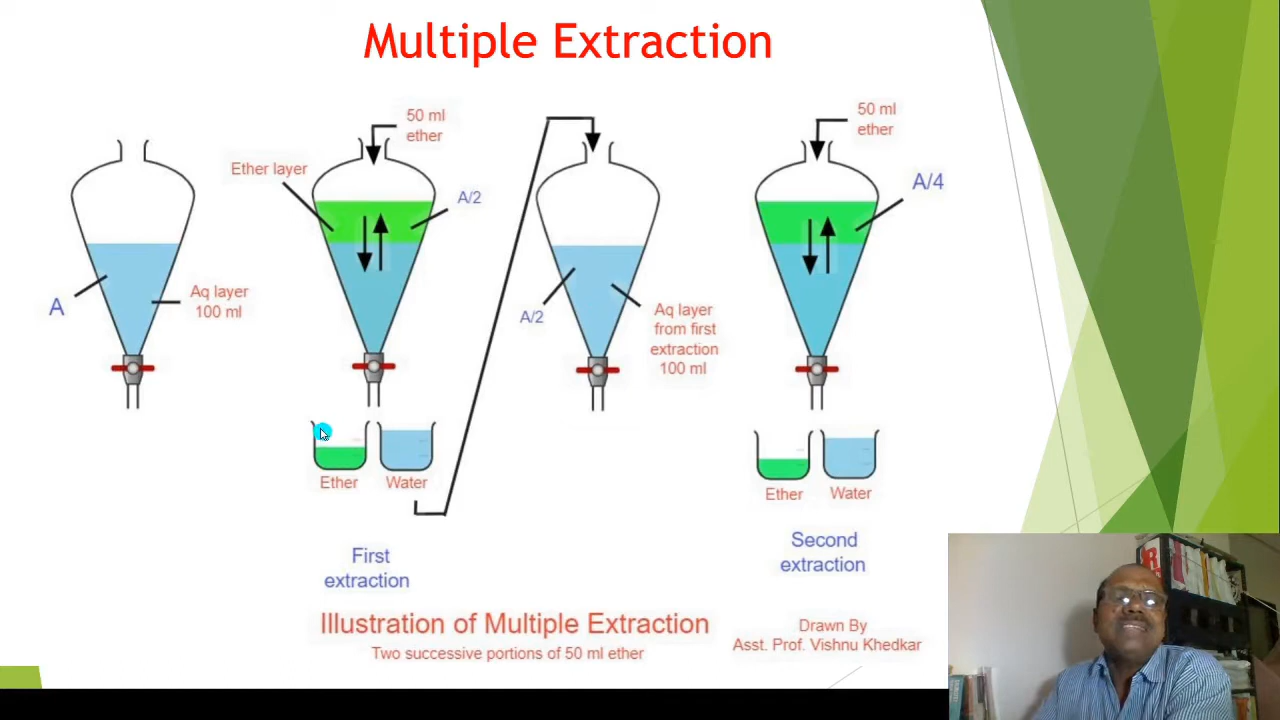 Multiple Extraction
50 ml
ether
50 ml
ether
Ether layer
A/2
A/4
A
Aq layer
100 ml
A/2
Aq layer
from first
extraction
100 ml
Ether
Water
Ether
Water
First
extraction
Second
extraction
Illustration of Multiple Extraction
Two successive portions of 50 ml ether
Drawn By
Asst. Prof. Vishnu Khedkar